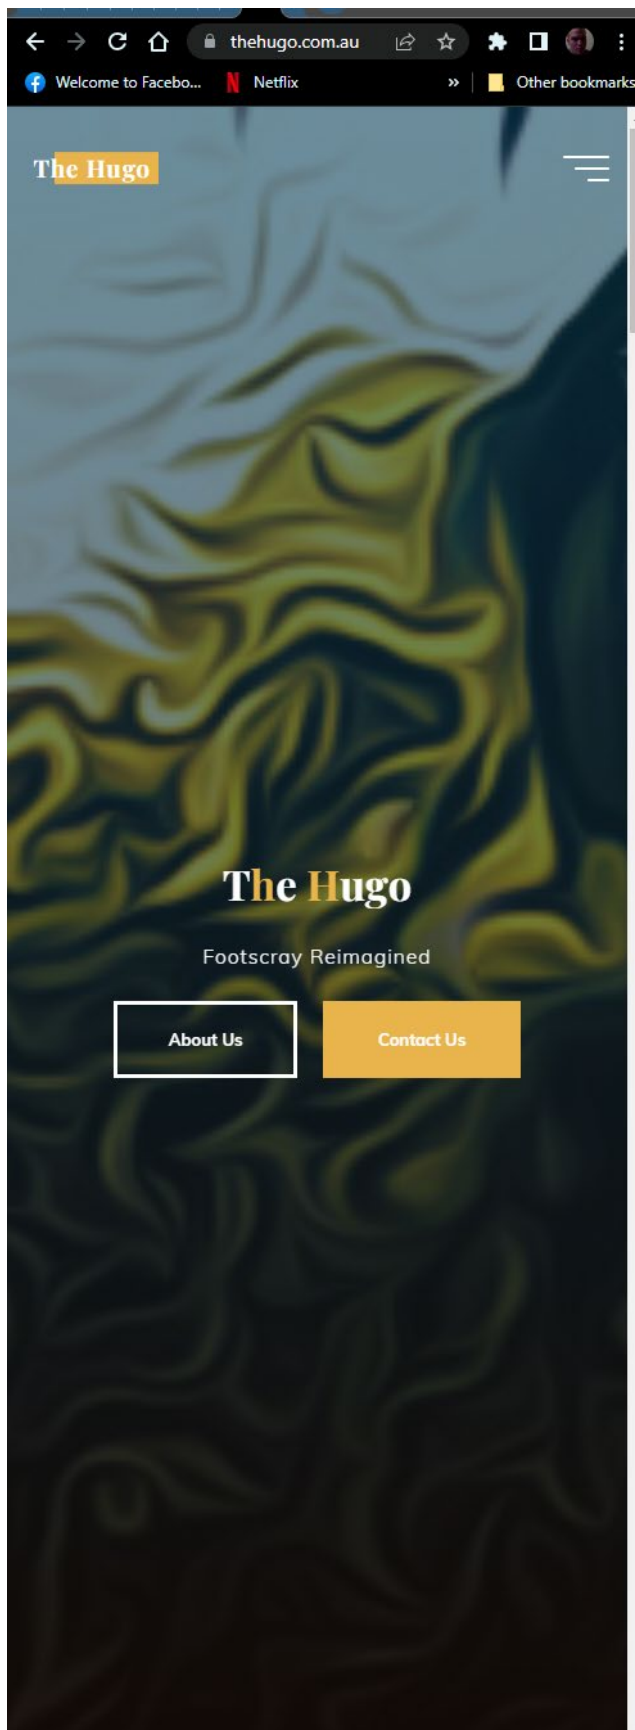 thehugo.com.au
Welcome to Facebo... Netflix » Other bookmarks
The Hugo
The Hugo
Footscray Reimagined
About Us Contact Us